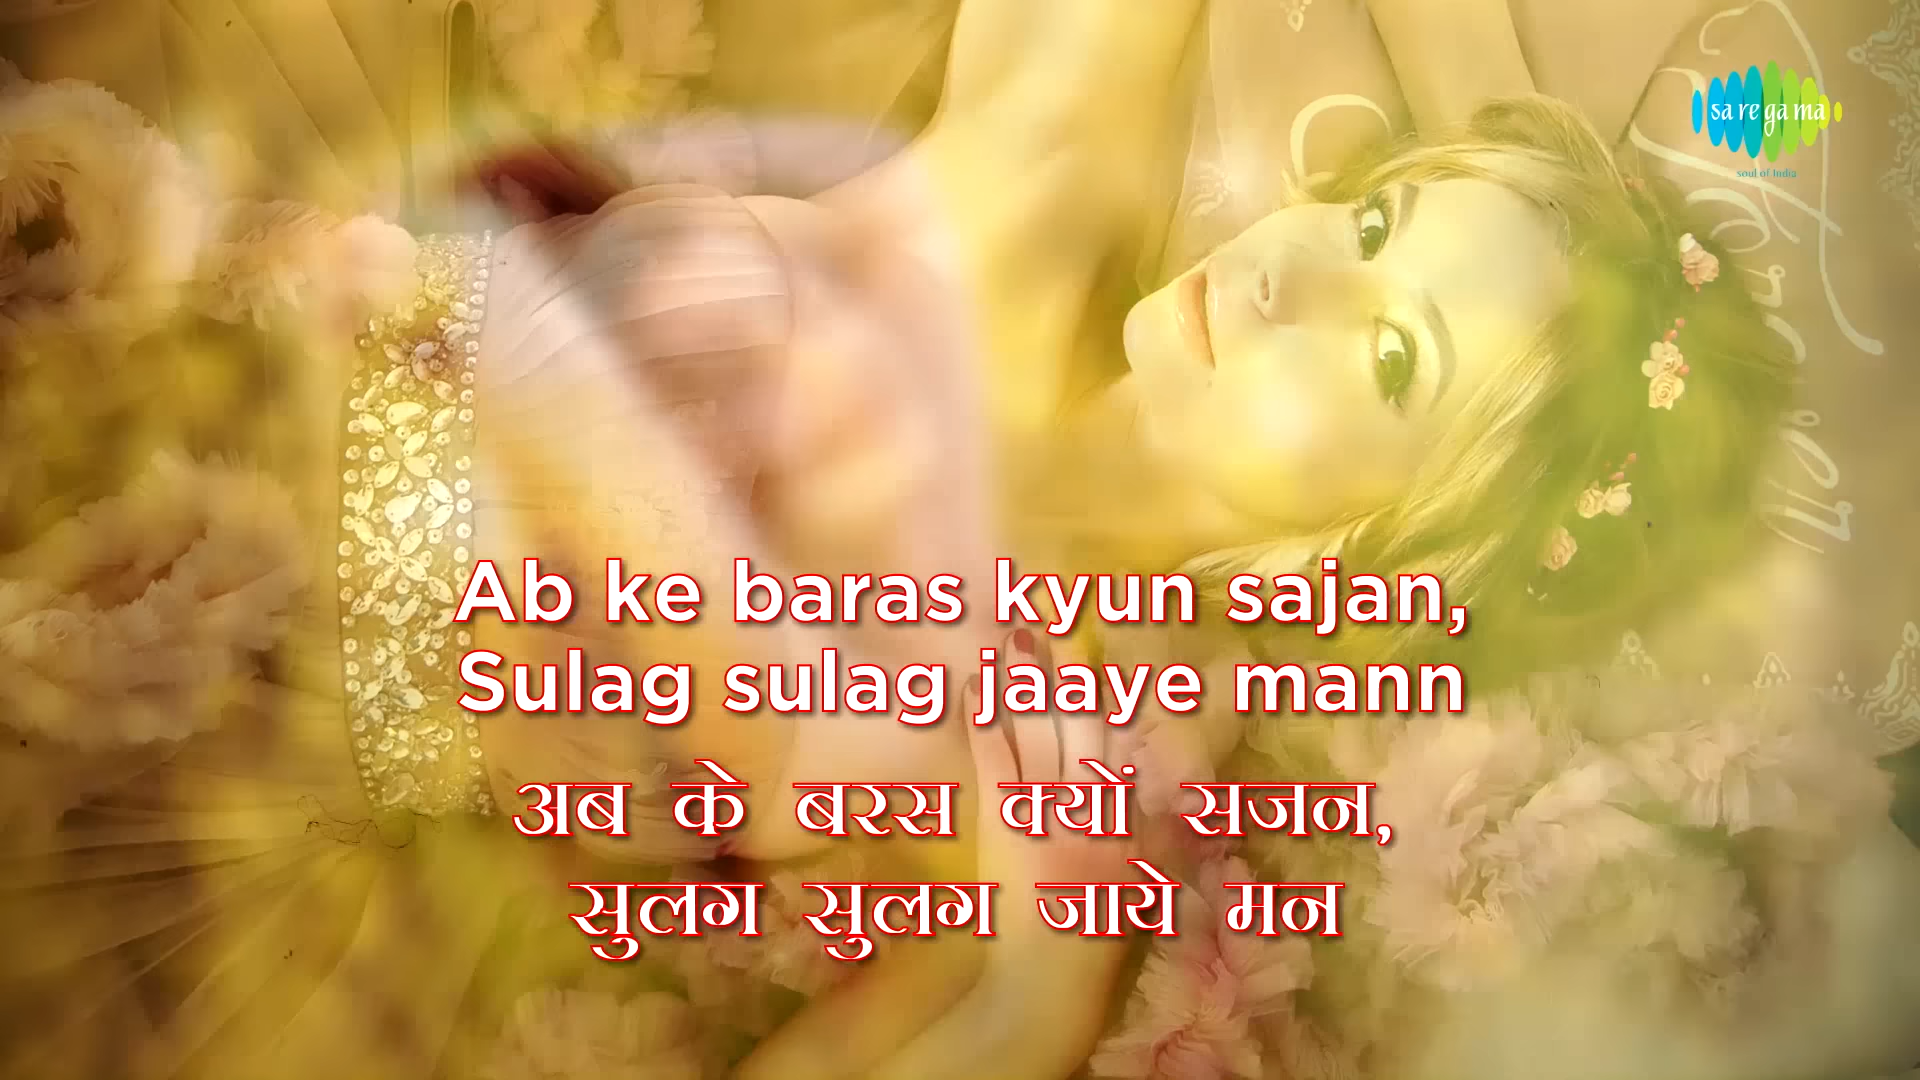 sa re ga ma
soul of India
Ab ke baras kyun sajan,
Sulag sulag jaaye mann
अब के बरस क्यों सजन,
सुलग सुलग जाये मन